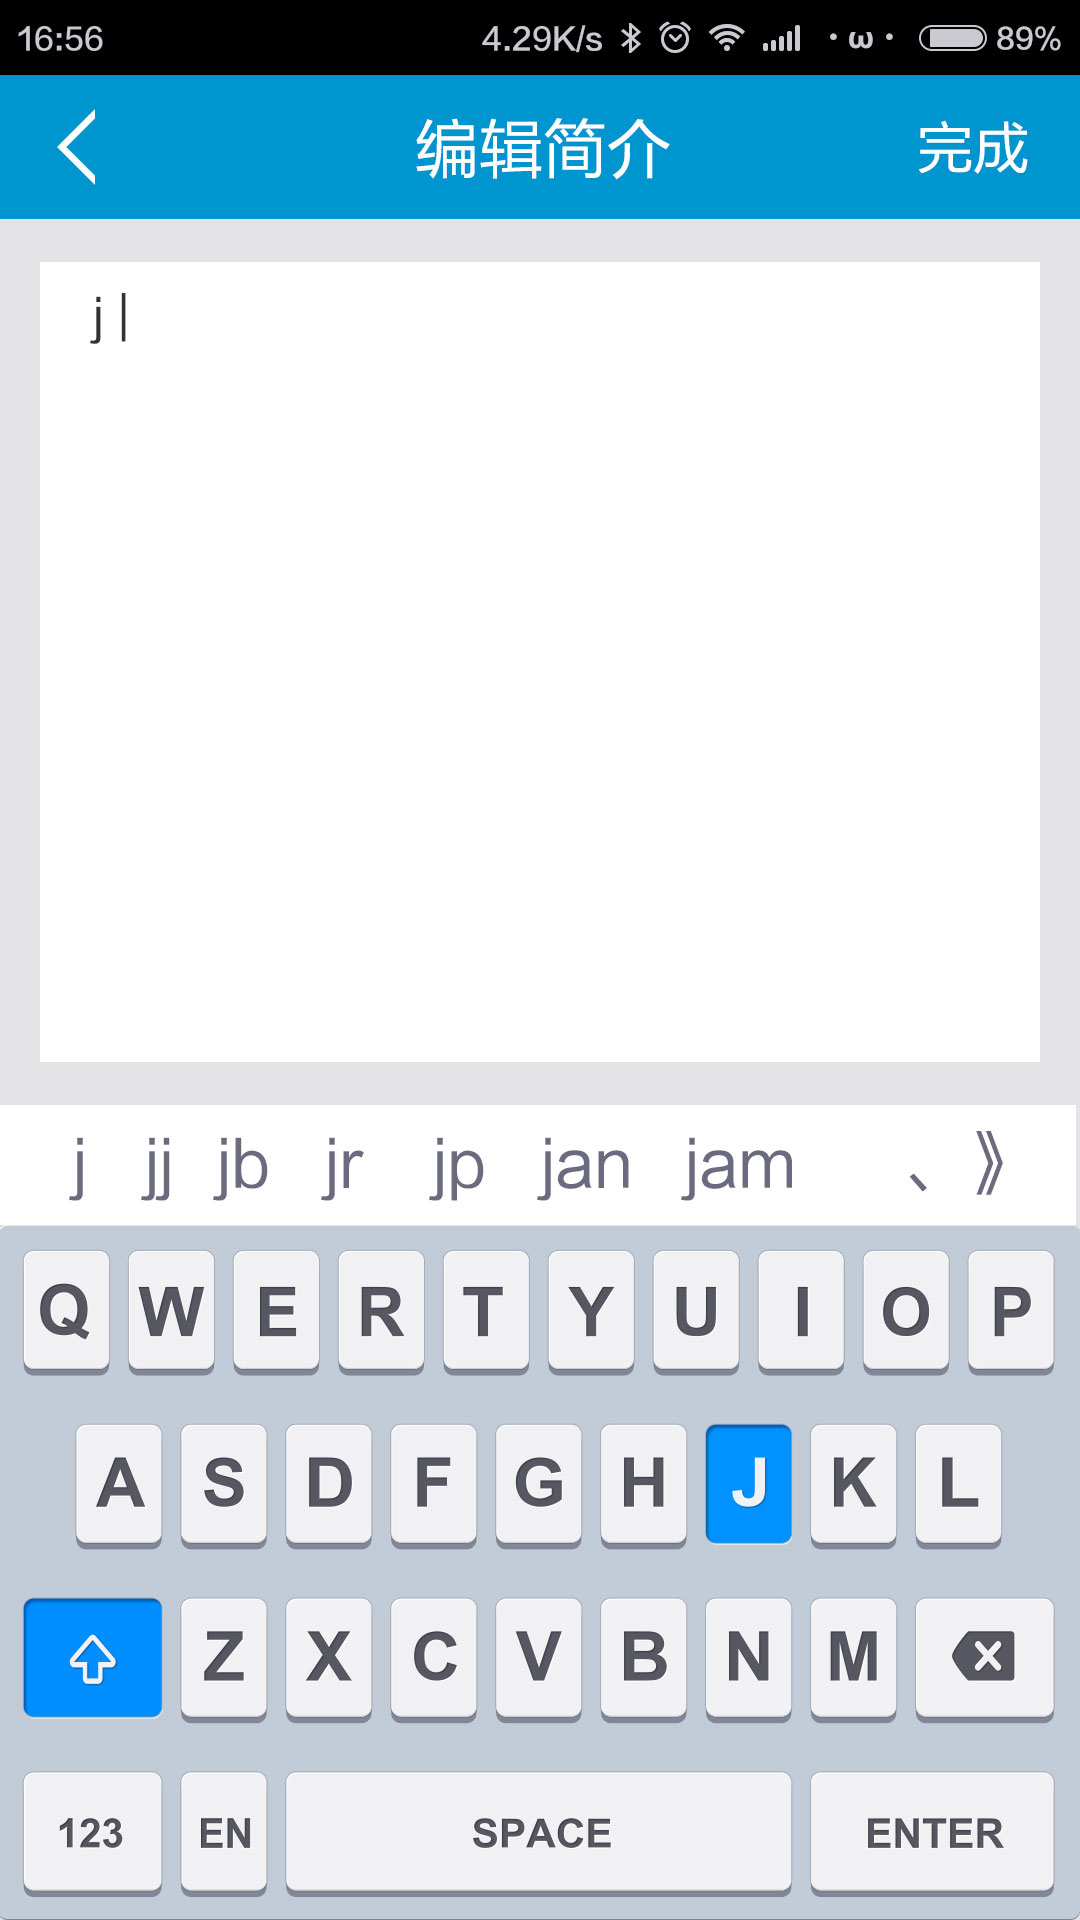 16:56 4.29K/s ·ω· 89%
编辑简介 完成
j
j jj jb jr jp jan jam 、 》
Q W E R T Y U I O P
A S D F G H J K L
Z X C V B N M
123 EN SPACE ENTER